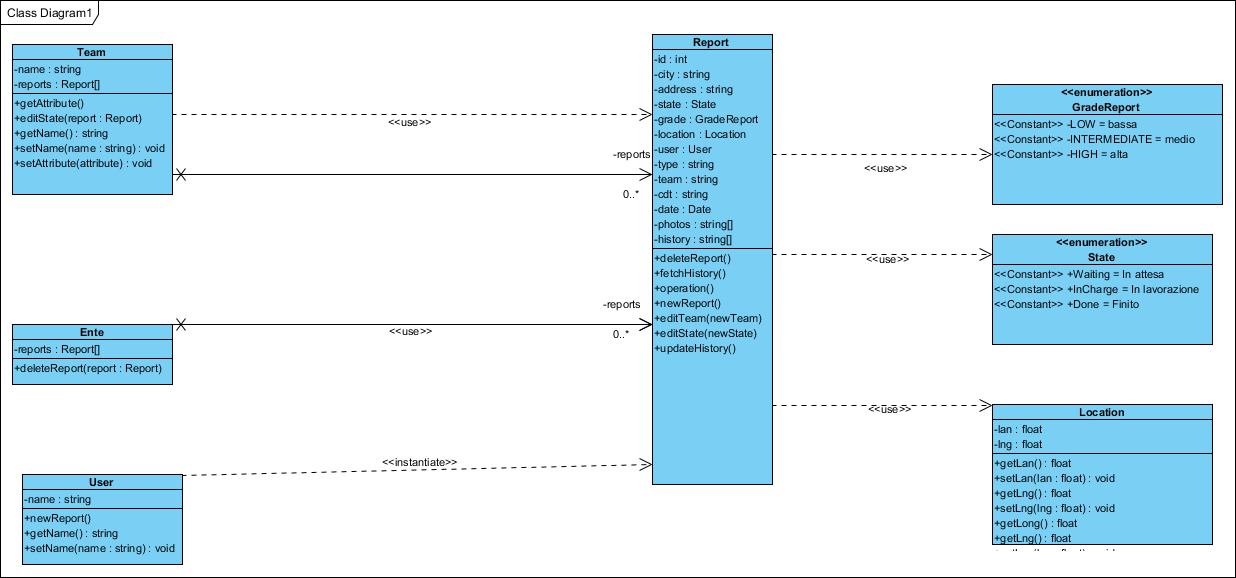 Class Diagram1
Team
-name : string
-reports : Report[]
+getAttribute()
+editState(report : Report)
+getName() : string
+setName(name : string) : void
+setAttribute(attribute) : void
<<use>>
-reports
0..*
Ente
-reports : Report[]
+deleteReport(report : Report)
-reports
<<use>>
0..*
User
-name : string
+newReport()
+getName() : string
+setName(name : string) : void
<<instantiate>>
Report
-id : int
-city : string
-address : string
-state : State
-grade : GradeReport
-location : Location
-user : User
-type : string
-team : string
-cdt : string
-date : Date
-photos : string[]
-history : string[]
+deleteReport()
+fetchHistory()
+operation()
+newReport()
+editTeam(newTeam)
+editState(newState)
+updateHistory()
<<use>>
<<use>>
<<use>>
<<enumeration>>
GradeReport
<<Constant>> -LOW = bassa
<<Constant>> -INTERMEDIATE = medio
<<Constant>> -HIGH = alta
<<enumeration>>
State
<<Constant>> +Waiting = In attesa
<<Constant>> +InCharge = In lavorazione
<<Constant>> +Done = Finito
Location
-lan : float
-lng : float
+getLan() : float
+setLan(lan : float) : void
+getLng() : float
+setLng(lng : float) : void
+getLong() : float
+getLng() : float